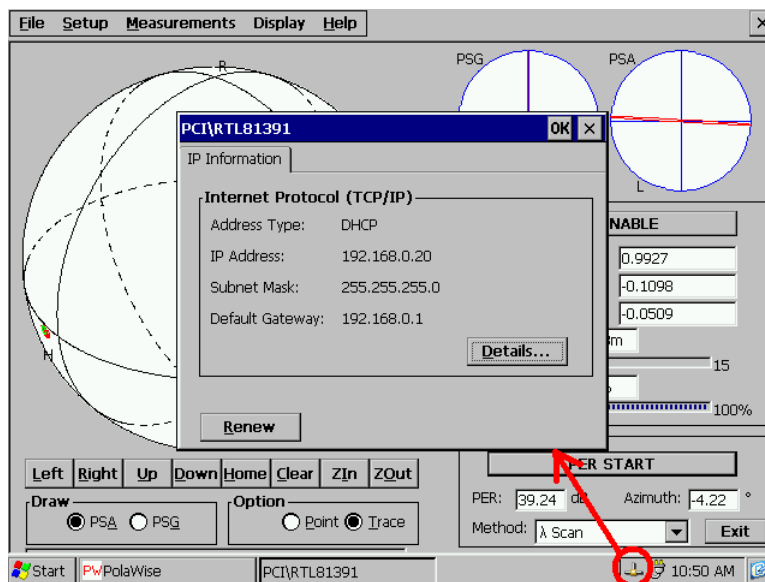 File Setup Measurements Display Help
PSG PSA
R
PCI\RTL81391 OK
IP Information
Internet Protocol (TCP/IP)
Address Type: DHCP
IP Address: 192.168.0.20
Subnet Mask: 255.255.255.0
Default Gateway: 192.168.0.1
Details...
Renew
L
NABLE
0.9927
-0.1098
-0.0509
m
15
100%
H
Left Right Up Down Home Clear ZIn ZOut
Draw
PSA PSG
Option
Point Trace
PER START
PER: 39.24 dB Azimuth: -4.22 °
Method: λ Scan Exit
Start PW PolaWise PCI\RTL81391 10:50 AM